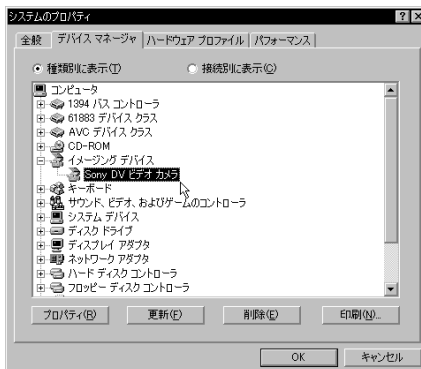 システムのプロパティ
全般 デバイス マネージャ ハードウェア プロファイル パフォーマンス
種類別に表示(T) 接続別に表示(C)
コンピュータ
1394 バス コントローラ
61883 デバイス クラス
AVC デバイス クラス
CD-ROM
イメージング デバイス
Sony DV ビデオ カメラ
キーボード
サウンド、ビデオ、およびゲームのコントローラ
システム デバイス
ディスク ドライブ
ディスプレイ アダプタ
ネットワーク アダプタ
ハード ディスク コントローラ
フロッピー ディスク コントローラ
プロパティ(R) 更新(F) 削除(E) 印刷(N)...
OK キャンセル